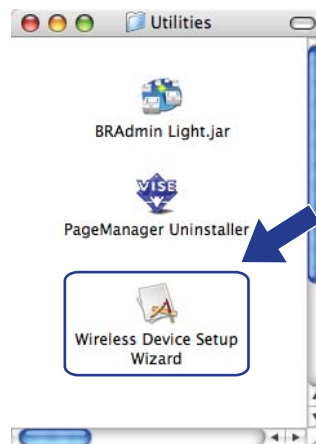 Utilities
BRAdmin Light.jar
VISE
PageManager Uninstaller
Wireless Device Setup
Wizard